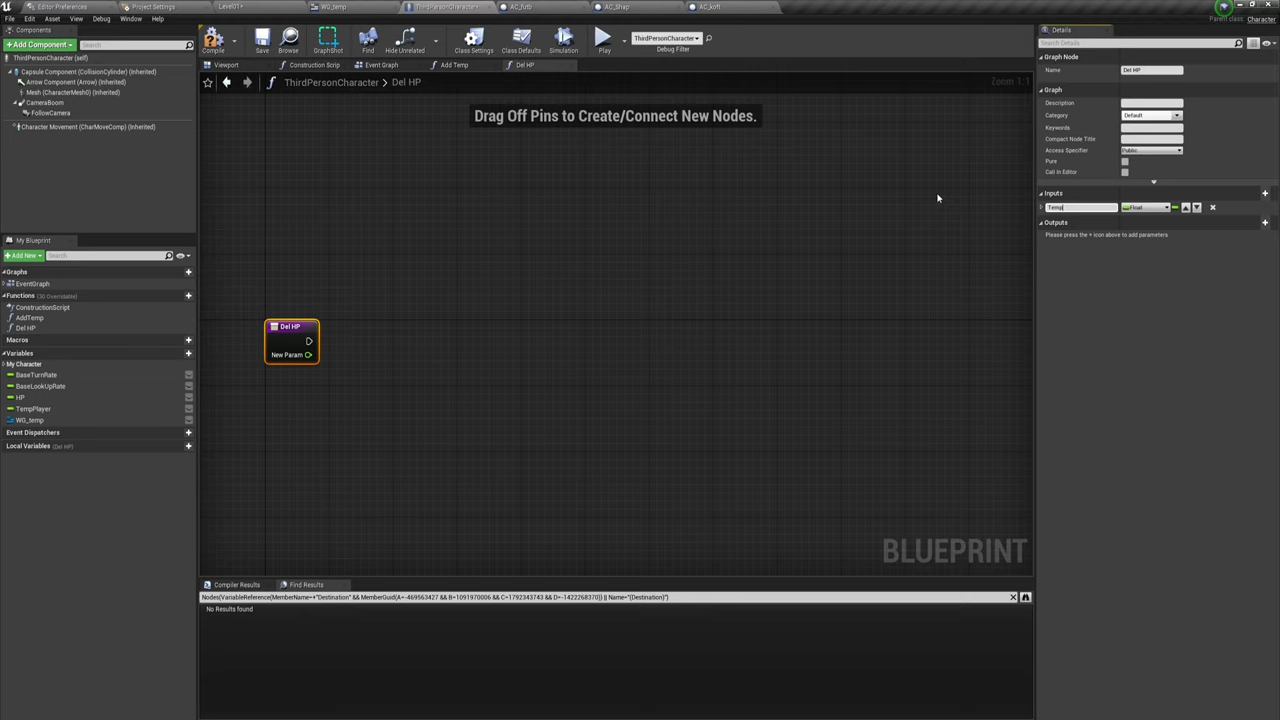 Editor Preferences
Project Settings
Level01*
WG_temp
ThirdPersonCharacter*
AC_furb
AC_Shap
AC_koft
File
Edit
Asset
View
Debug
Window
Help
Parent class: Character
Components
+Add Component
Search
ThirdPersonCharacter (self)
Capsule Component (CollisionCylinder) (Inherited)
Arrow Component (Arrow) (Inherited)
Mesh (CharacterMesh0) (Inherited)
CameraBoom
FollowCamera
Character Movement (CharMoveComp) (Inherited)
My Blueprint
+Add New
Search
Graphs
EventGraph
Functions (30 Overridable)
ConstructionScript
AddTemp
Del HP
Macros
Variables
My Character
BaseTurnRate
BaseLookUpRate
HP
TempPlayer
WG_temp
Event Dispatchers
Local Variables (Del HP)
Compile
Save
Browse
GraphShot
Find
Hide Unrelated
Class Settings
Class Defaults
Simulation
Play
ThirdPersonCharacter
Debug Filter
Viewport
Construction Scrip
Event Graph
Add Temp
Del HP
ThirdPersonCharacter > Del HP
Zoom 1:1
Drag Off Pins to Create/Connect New Nodes.
Del HP
New Param
BLUEPRINT
Compiler Results
Find Results
Nodes(VariableReference(MemberName=+"Destination" && MemberGuid(A=-469563427 && B=1091970006 && C=1792343743 && D=-1422268370)) || Name="(Destination)")
No Results found
Details
Search Details
Graph Node
Name
Del HP
Graph
Description
Category
Default
Keywords
Compact Node Title
Access Specifier
Public
Pure
Call In Editor
Inputs
Temp
Float
Outputs
Please press the + icon above to add parameters